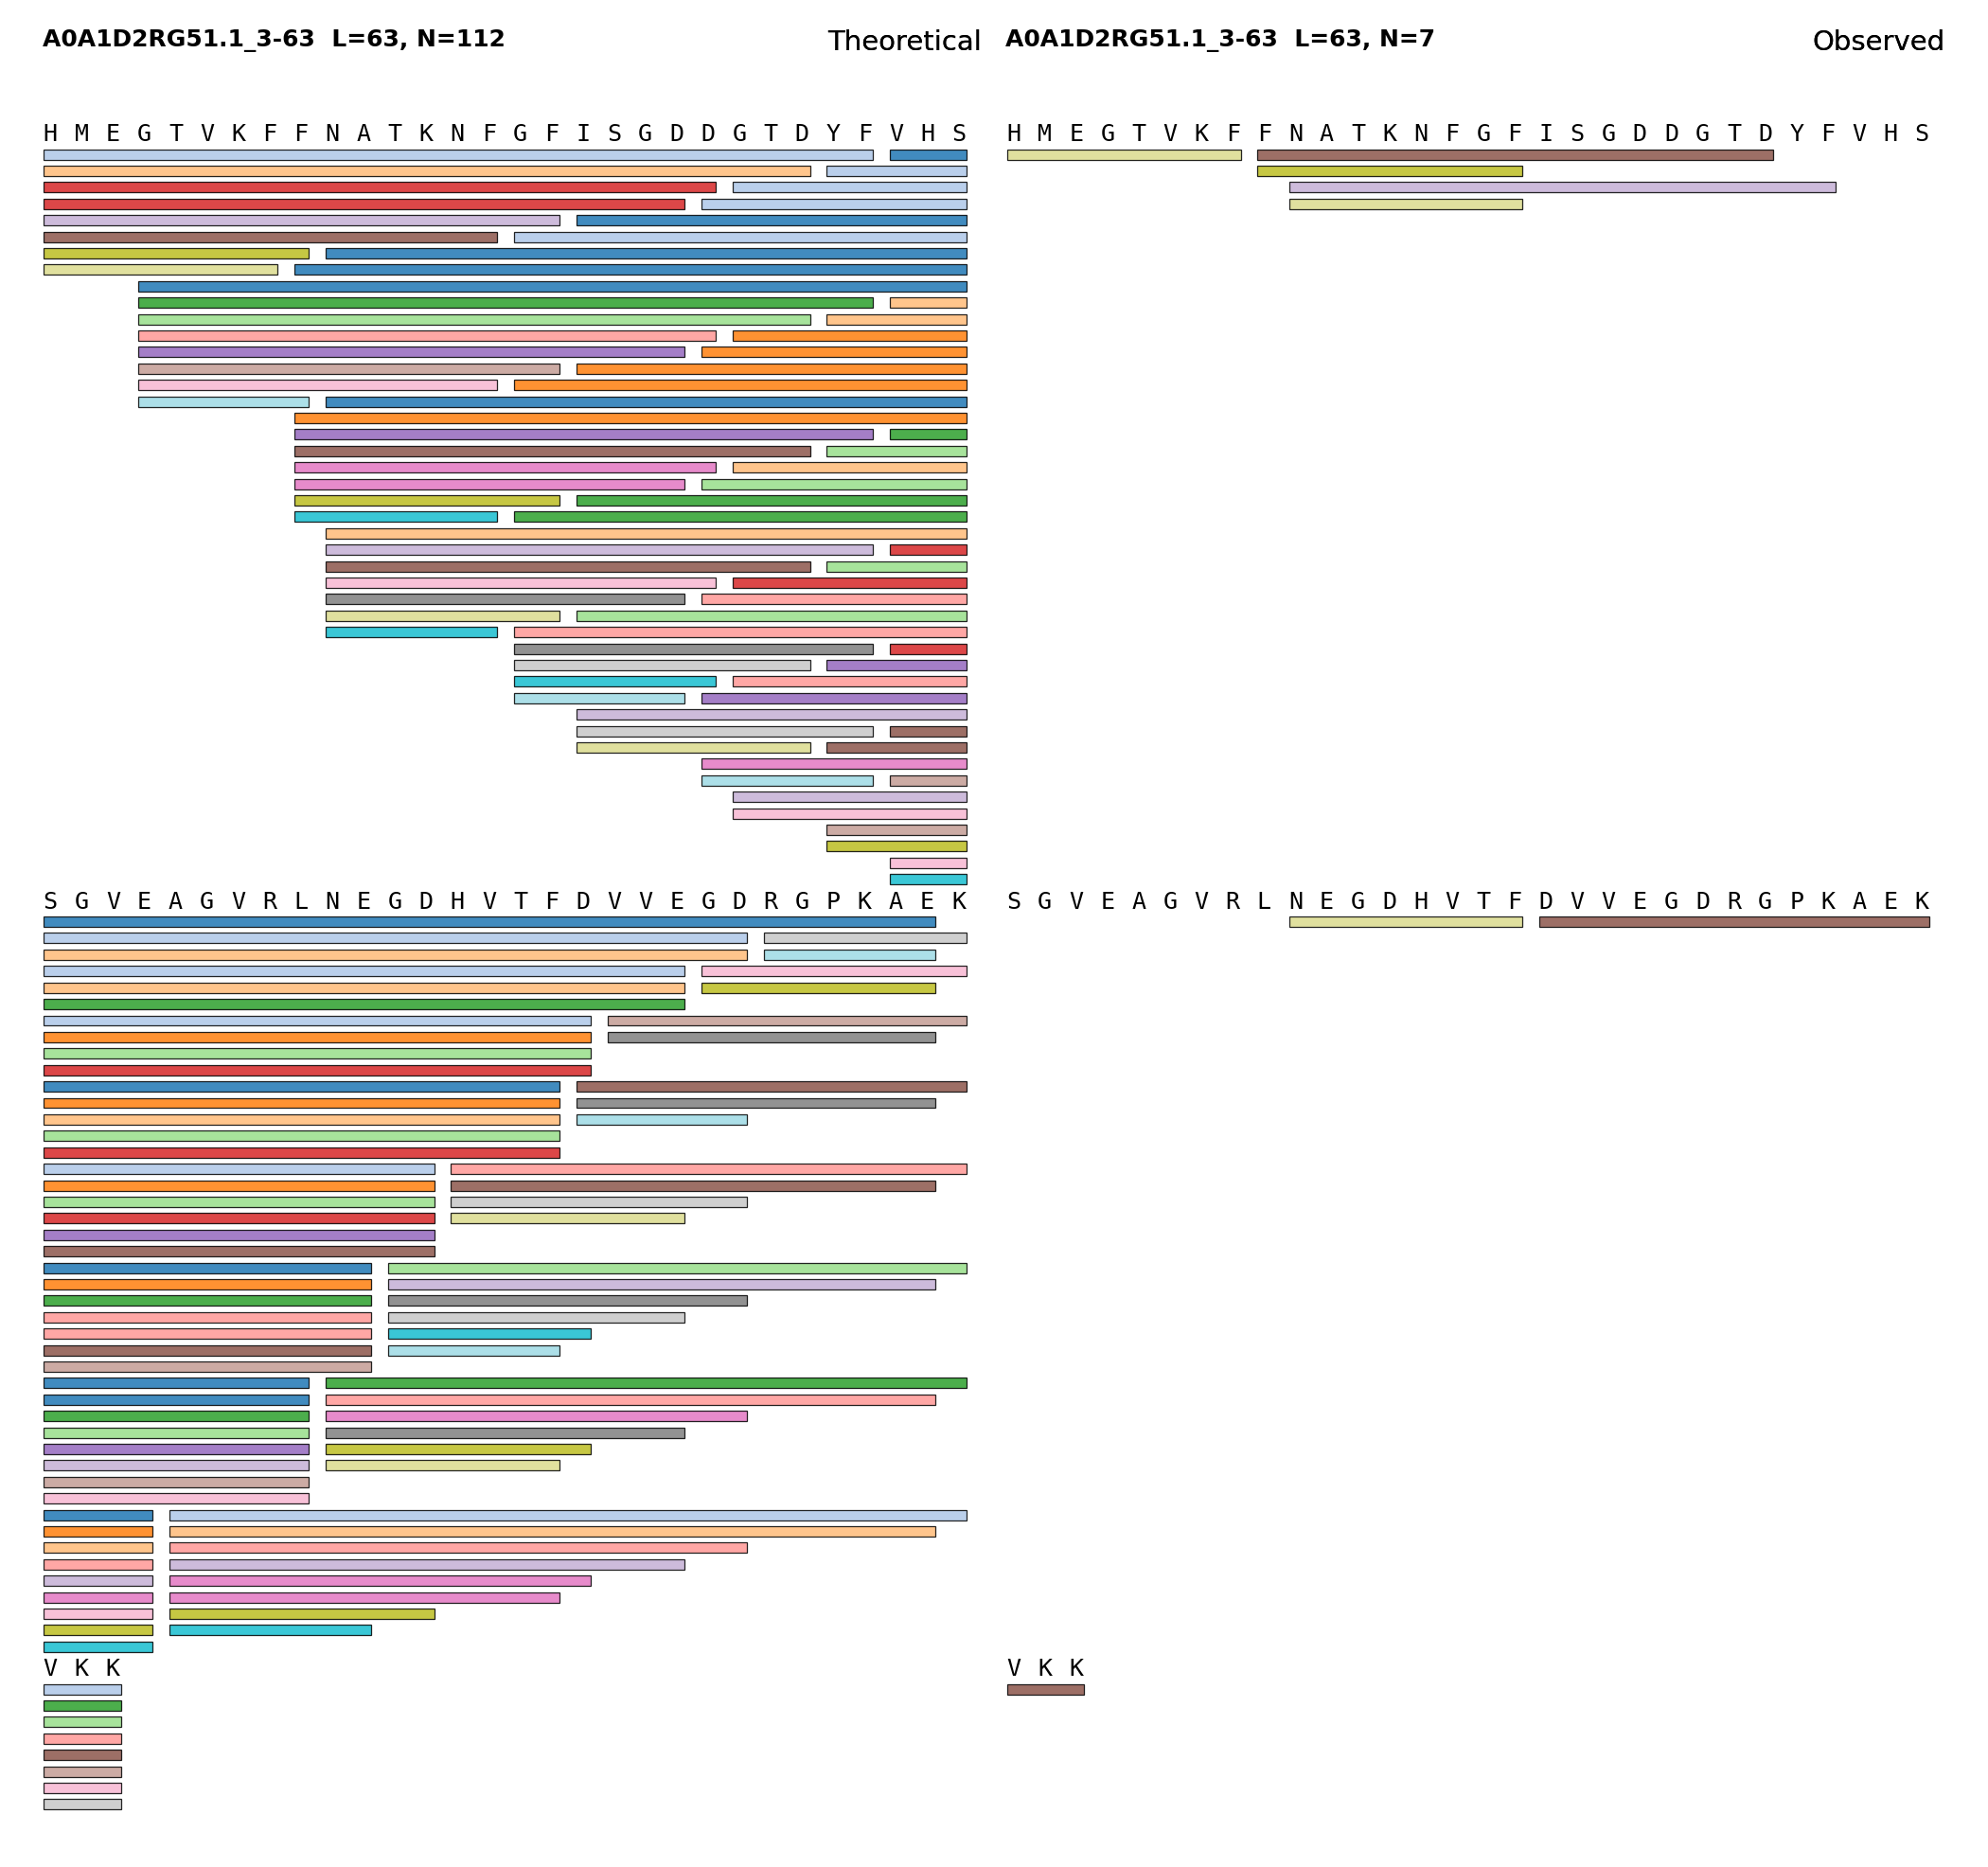 A0A1D2RG51.1_3-63 L=63, N=112 Theoretical
A0A1D2RG51.1_3-63 L=63, N=7 Observed
H M E G T V K F F N A T K N F G F I S G D D G T D Y F V H S
H M E G T V K F F N A T K N F G F I S G D D G T D Y F V H S
S G V E A G V R L N E G D H V T F D V V E G D R G P K A E K
S G V E A G V R L N E G D H V T F D V V E G D R G P K A E K
V K K
V K K